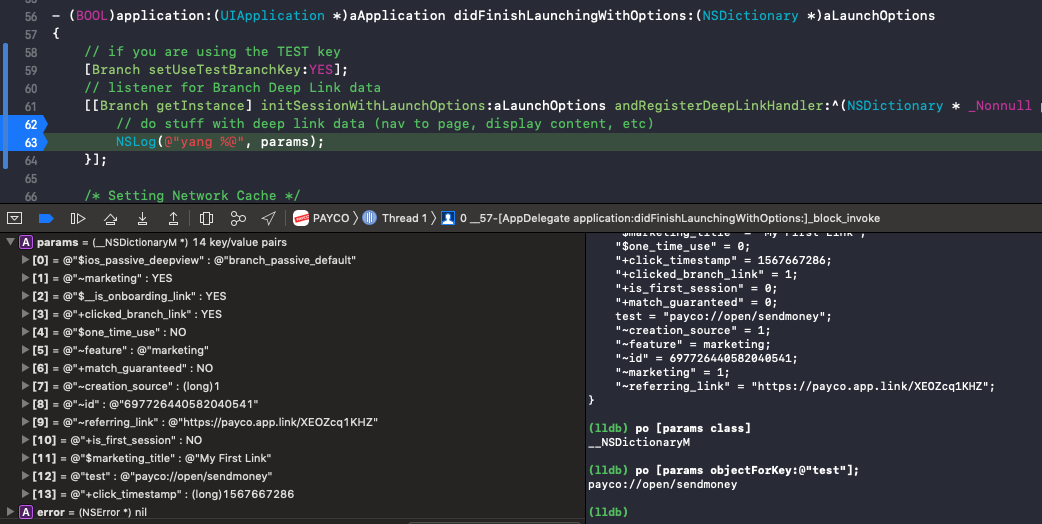 56 - (BOOL)application:(UIApplication *)aApplication didFinishLaunchingWithOptions:(NSDictionary *)aLaunchOptions
57 {
58 // if you are using the TEST key
59 [Branch setUseTestBranchKey:YES];
60 // listener for Branch Deep Link data
61 [[Branch getInstance] initSessionWithLaunchOptions:aLaunchOptions andRegisterDeepLinkHandler:^(NSDictionary * _Nonnull
62 // do stuff with deep link data (nav to page, display content, etc)
63 NSLog(@"yang %@", params);
64 }];
65
66 /* Setting Network Cache */
PAYCO 〉 Thread 1 〉 0 __57-[AppDelegate application:didFinishLaunchingWithOptions:]_block_invoke
A params = (__NSDictionaryM *) 14 key/value pairs
[0] = @"$ios_passive_deepview" : @"branch_passive_default"
[1] = @"~marketing" : YES
[2] = @"$__is_onboarding_link" : YES
[3] = @"+clicked_branch_link" : YES
[4] = @"$one_time_use" : NO
[5] = @"~feature" : @"marketing"
[6] = @"+match_guaranteed" : NO
[7] = @"~creation_source" : (long)1
[8] = @"~id" : @"697726440582040541"
[9] = @"~referring_link" : @"https://payco.app.link/XEOZcq1KHZ"
[10] = @"+is_first_session" : NO
[11] = @"$marketing_title" : @"My First Link"
[12] = @"test" : @"payco://open/sendmoney"
[13] = @"+click_timestamp" : (long)1567667286
A error = (NSError *) nil
"$marketing_title" = "My First Link";
"$one_time_use" = 0;
"+click_timestamp" = 1567667286;
"+clicked_branch_link" = 1;
"+is_first_session" = 0;
"+match_guaranteed" = 0;
test = "payco://open/sendmoney";
"~creation_source" = 1;
"~feature" = marketing;
"~id" = 697726440582040541;
"~marketing" = 1;
"~referring_link" = "https://payco.app.link/XEOZcq1KHZ";
}
(lldb) po [params class]
__NSDictionaryM
(lldb) po [params objectForKey:@"test"];
payco://open/sendmoney
(lldb)